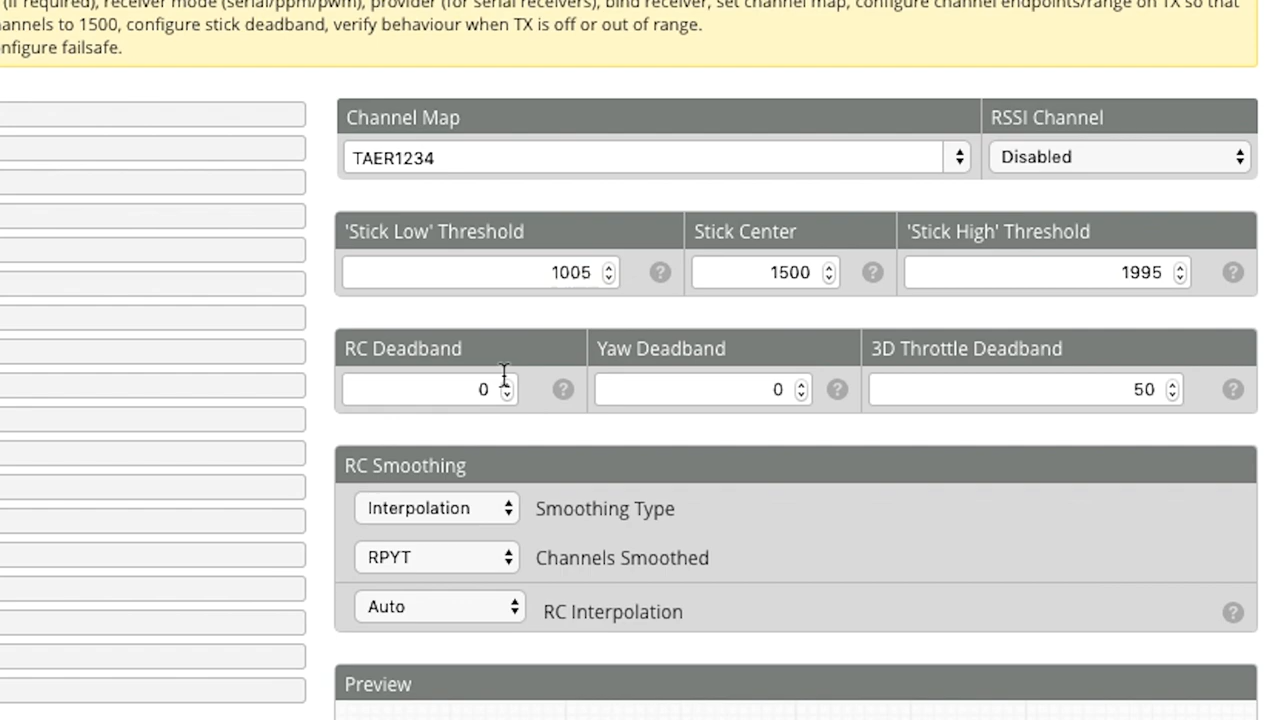 (if required), receiver mode (serial/ppm/pwm), provider (for serial receivers), bind receiver, set channel map, configure channel endpoints/range on TX so that
annels to 1500, configure stick deadband, verify behaviour when TX is off or out of range.
nfigure failsafe.
Channel Map RSSI Channel
TAER1234 Disabled
'Stick Low' Threshold Stick Center 'Stick High' Threshold
1005 ? 1500 ? 1995 ?
RC Deadband Yaw Deadband 3D Throttle Deadband
0 ? 0 ? 50 ?
RC Smoothing
Interpolation Smoothing Type
RPYT Channels Smoothed
Auto RC Interpolation ?
Preview